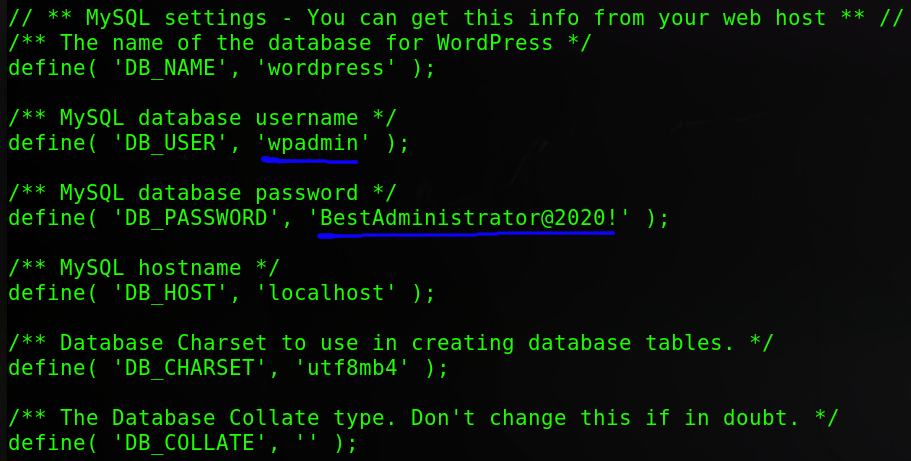 // ** MySQL settings - You can get this info from your web host ** //
/** The name of the database for WordPress */
define( 'DB_NAME', 'wordpress' );
/** MySQL database username */
define( 'DB_USER', 'wpadmin' );
/** MySQL database password */
define( 'DB_PASSWORD', 'BestAdministrator@2020!' );
/** MySQL hostname */
define( 'DB_HOST', 'localhost' );
/** Database Charset to use in creating database tables. */
define( 'DB_CHARSET', 'utf8mb4' );
/** The Database Collate type. Don't change this if in doubt. */
define( 'DB_COLLATE', '' );